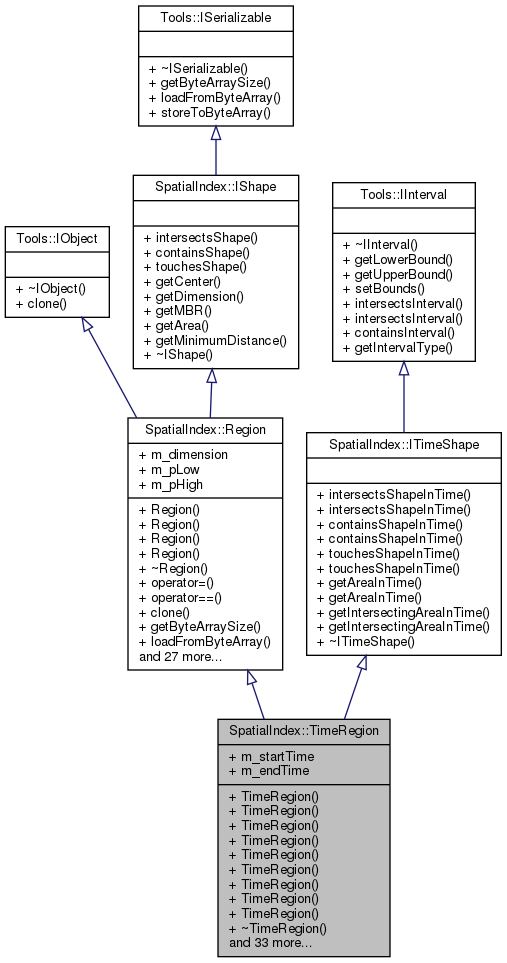 Tools::ISerializable
+ ~ISerializable()
+ getByteArraySize()
+ loadFromByteArray()
+ storeToByteArray()
SpatialIndex::IShape
+ intersectsShape()
+ containsShape()
+ touchesShape()
+ getCenter()
+ getDimension()
+ getMBR()
+ getArea()
+ getMinimumDistance()
+ ~IShape()
Tools::IInterval
+ ~IInterval()
+ getLowerBound()
+ getUpperBound()
+ setBounds()
+ intersectsInterval()
+ intersectsInterval()
+ containsInterval()
+ getIntervalType()
Tools::IObject
+ ~IObject()
+ clone()
SpatialIndex::Region
+ m_dimension
+ m_pLow
+ m_pHigh
+ Region()
+ Region()
+ Region()
+ Region()
+ ~Region()
+ operator=()
+ operator==()
+ clone()
+ getByteArraySize()
+ loadFromByteArray()
and 27 more...
SpatialIndex::ITimeShape
+ intersectsShapeInTime()
+ intersectsShapeInTime()
+ containsShapeInTime()
+ containsShapeInTime()
+ touchesShapeInTime()
+ touchesShapeInTime()
+ getAreaInTime()
+ getAreaInTime()
+ getIntersectingAreaInTime()
+ getIntersectingAreaInTime()
+ ~ITimeShape()
SpatialIndex::TimeRegion
+ m_startTime
+ m_endTime
+ TimeRegion()
+ TimeRegion()
+ TimeRegion()
+ TimeRegion()
+ TimeRegion()
+ TimeRegion()
+ TimeRegion()
+ TimeRegion()
+ TimeRegion()
+ ~TimeRegion()
and 33 more...